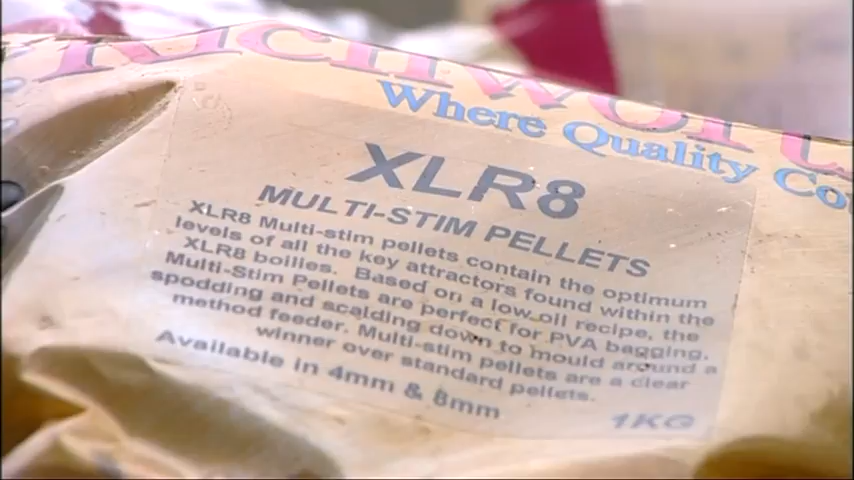 Where Quality Co
XLR8
MULTI-STIM PELLETS
XLR8 Multi-stim pellets contain the optimum
levels of all the key attractors found within the
XLR8 boilies. Based on a low oil recipe, the
Multi-Stim Pellets are perfect for PVA bagging,
spodding and scalding down to mould around a
method feeder. Multi-stim pellets are a clear
winner over standard pellets.
Available in 4mm & 8mm
1KG